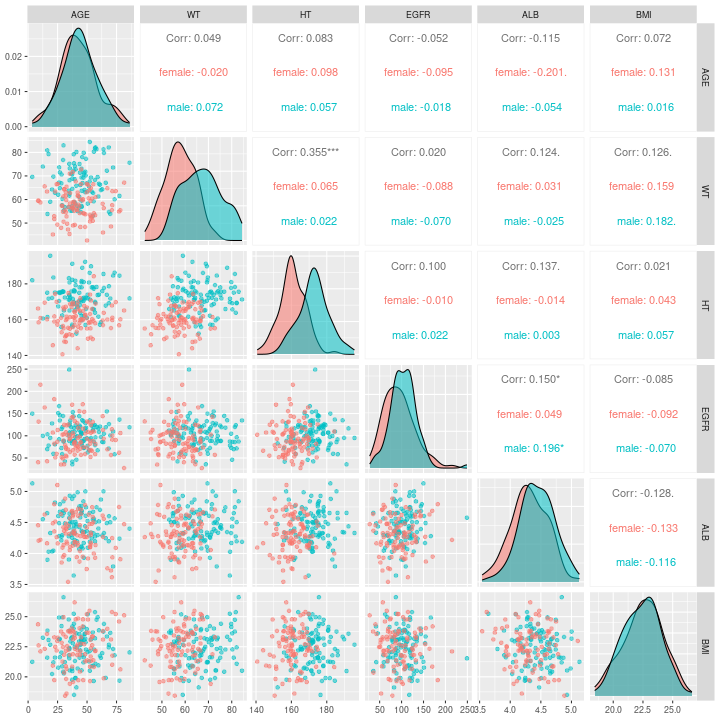 AGE WT HT EGFR ALB BMI
Corr: 0.049 Corr: 0.083 Corr: -0.052 Corr: -0.115 Corr: 0.072
0.02
female: -0.020 female: 0.098 female: -0.095 female: -0.201. female: 0.131
AGE
0.01
male: 0.072 male: 0.057 male: -0.018 male: -0.054 male: 0.016
0.00
80
Corr: 0.355*** Corr: 0.020 Corr: 0.124. Corr: 0.126.
70
female: 0.065 female: -0.088 female: 0.031 female: 0.159
WT
60
50
male: 0.022 male: -0.070 male: -0.025 male: 0.182.
Corr: 0.100 Corr: 0.137. Corr: 0.021
180
female: -0.010 female: -0.014 female: 0.043
HT
160
male: 0.022 male: 0.003 male: 0.057
140
250
Corr: 0.150* Corr: -0.085
200
150
female: 0.049 female: -0.092
EGFR
100
male: 0.196* male: -0.070
50
5.0
Corr: -0.128.
4.5
female: -0.133
ALB
4.0
male: -0.116
3.5
25.0
22.5
BMI
20.0
0 25 50 75 50 60 70 80 140 160 180 50 100 150 200 250 3.5 4.0 4.5 5.0 20.0 22.5 25.0